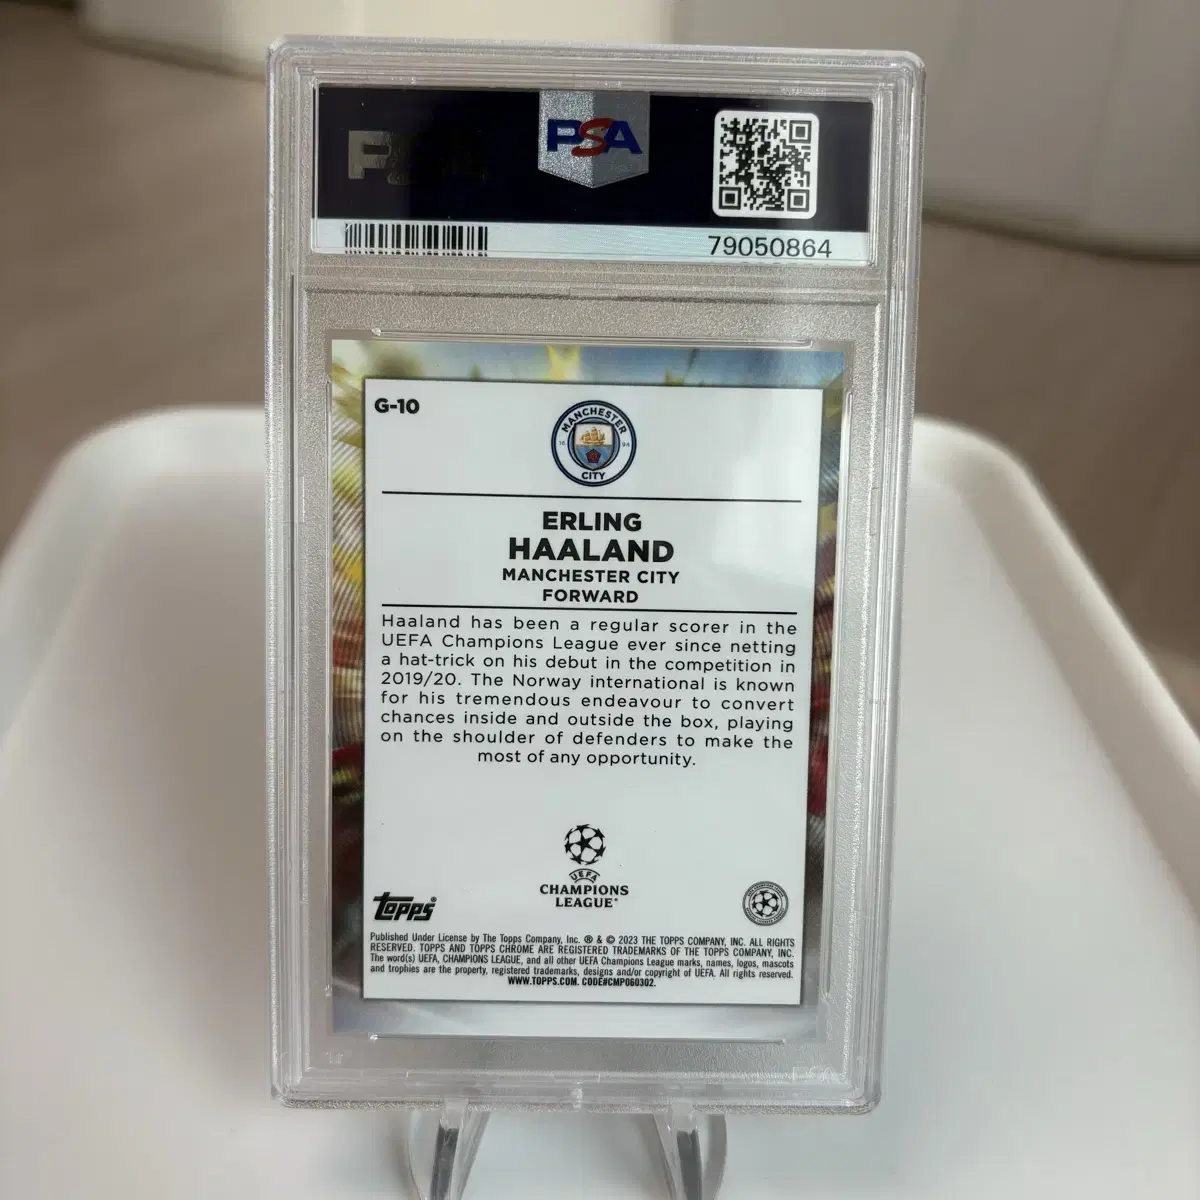 PSA
PSA
79050864
G-10
MANCHESTER
18 94
CITY
ERLING
HAALAND
MANCHESTER CITY
FORWARD
Haaland has been a regular scorer in the
UEFA Champions League ever since netting
a hat-trick on his debut in the competition in
2019/20. The Norway international is known
for his tremendous endeavour to convert
chances inside and outside the box, playing
on the shoulder of defenders to make the
most of any opportunity.
UEFA
CHAMPIONS
LEAGUE®
topps®
Published Under License by The Topps Company, Inc. ® & © 2023 THE TOPPS COMPANY, INC. ALL RIGHTS
RESERVED. TOPPS AND TOPPS CHROME ARE REGISTERED TRADEMARKS OF THE TOPPS COMPANY, INC.
The word(s) UEFA, CHAMPIONS LEAGUE, and all other UEFA Champions League marks, names, logos, mascots
and trophies are the property, registered trademarks, designs and/or copyright of UEFA. All rights reserved.
WWW.TOPPS.COM. CODE#CMP060302.
PSA